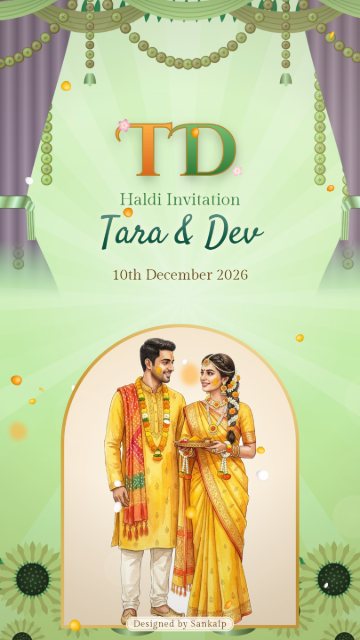 TD
Haldi Invitation
Tara & Dev
10th December 2026
Designed by Sankalp